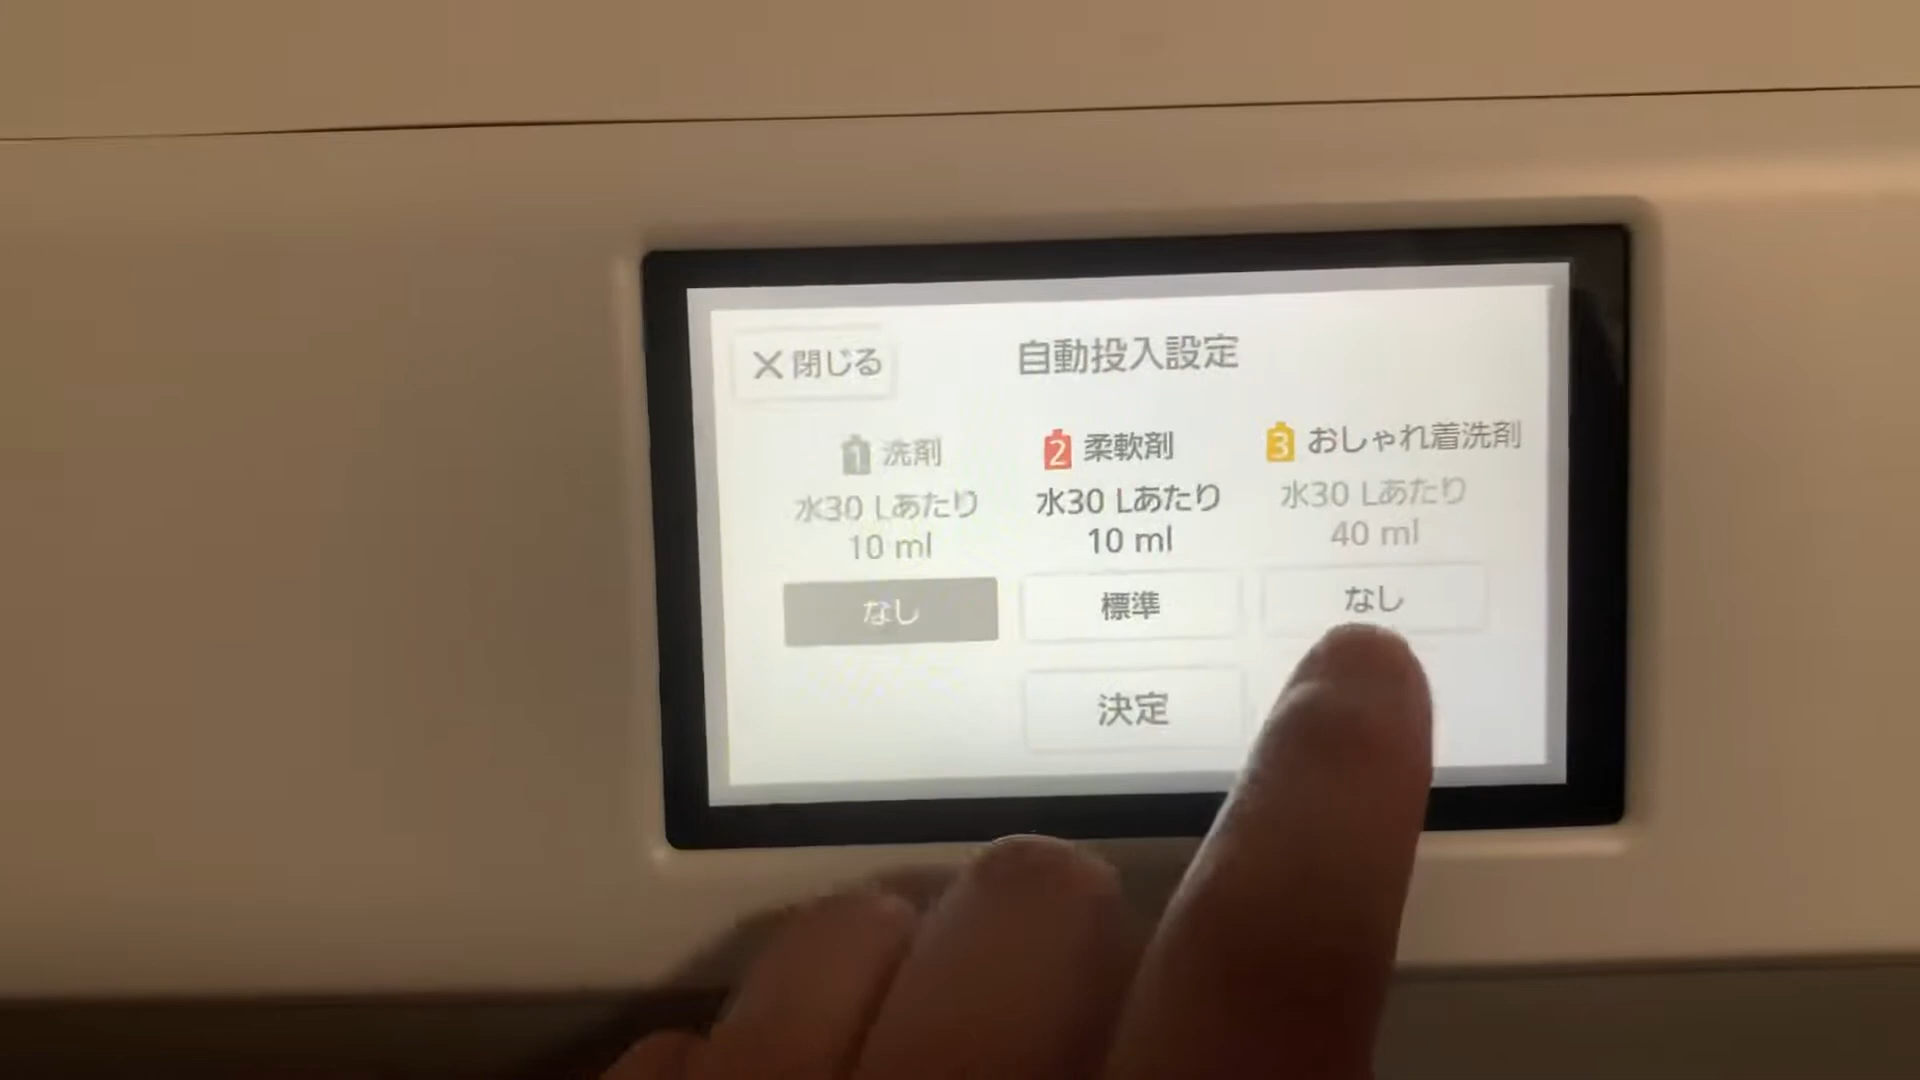 ✕閉じる
自動投入設定
1 洗剤
水30 Lあたり
10 ml
なし
2 柔軟剤
水30 Lあたり
10 ml
標準
3 おしゃれ着洗剤
水30 Lあたり
40 ml
なし
決定